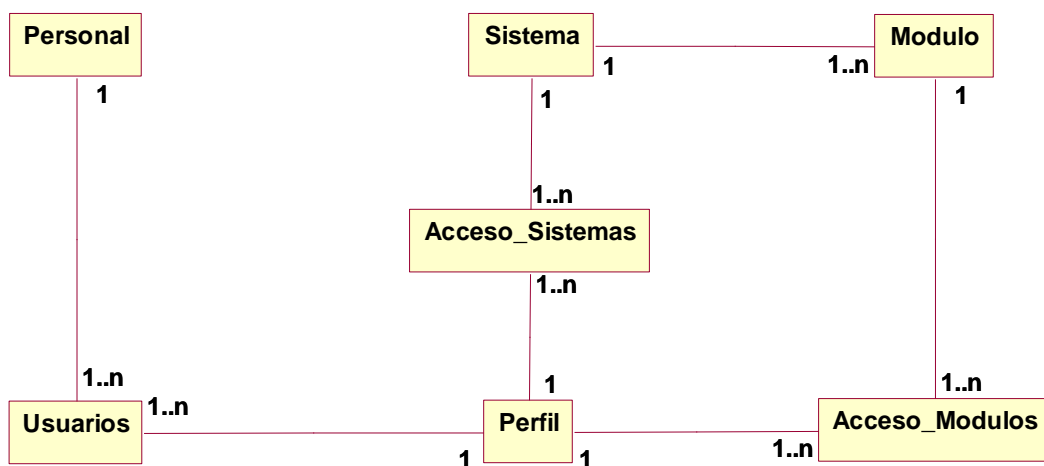 Personal
Sistema
Modulo
1
1
1..n
1
1
1..n
Acceso_Sistemas
1..n
1..n
1..n
1
1..n
Usuarios
Perfil
Acceso_Modulos
1
1
1..n